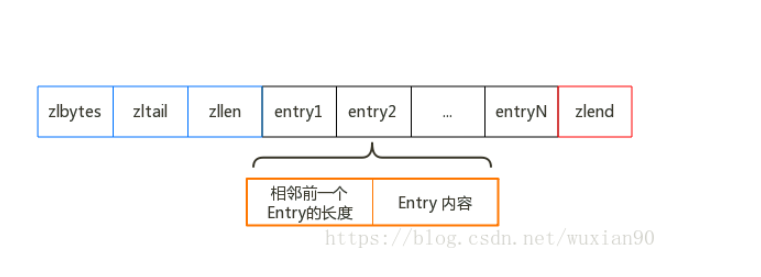 zlbytes zltail zllen entry1 entry2 ... entryN zlend
相邻前一个 Entry的长度
Entry 内容
https://blog.csdn.net/wuxian90